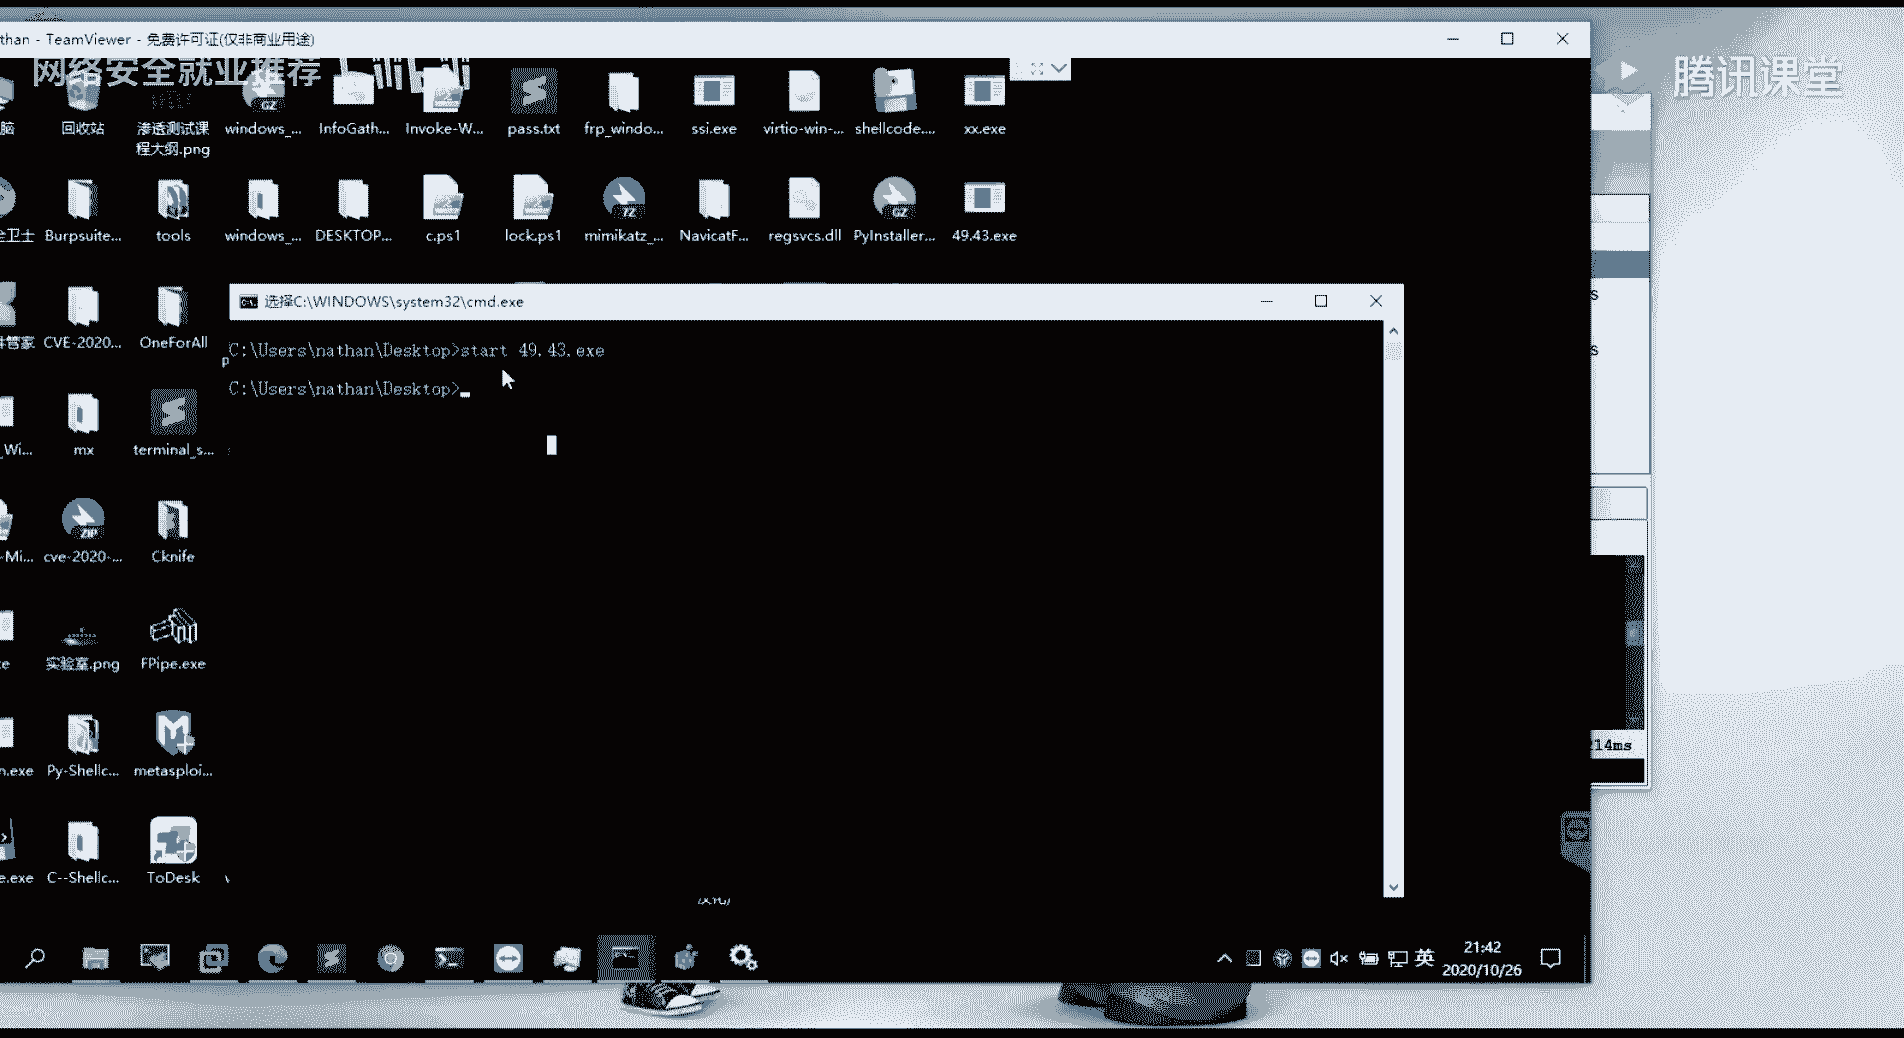 than - TeamViewer - 免费许可证(仅非商业用途)
网络安全就业推荐
腾讯课堂
脑
回收站
渗透测试课
程大纲.png
windows_...
InfoGath...
Invoke-W...
pass.txt
frp_windo...
ssi.exe
virtio-win-...
shellcode....
xx.exe
全卫士
Burpsuite...
tools
windows_...
DESKTOP...
c.ps1
lock.ps1
mimikatz_...
NavicatF...
regsvcs.dll
PyInstaller...
49.43.exe
选择C:\WINDOWS\system32\cmd.exe
件管家
CVE-2020...
OneForAll
C:\Users\nathan\Desktop>start 49.43.exe
C:\Users\nathan\Desktop>
_Wi...
mx
terminal_s...
-Mi...
cve-2020-...
Cknife
实验室.png
FPipe.exe
n.exe
Py-Shellc...
metasploi...
14ms
e.exe
C--Shellc...
ToDesk
英
21:42
2020/10/26